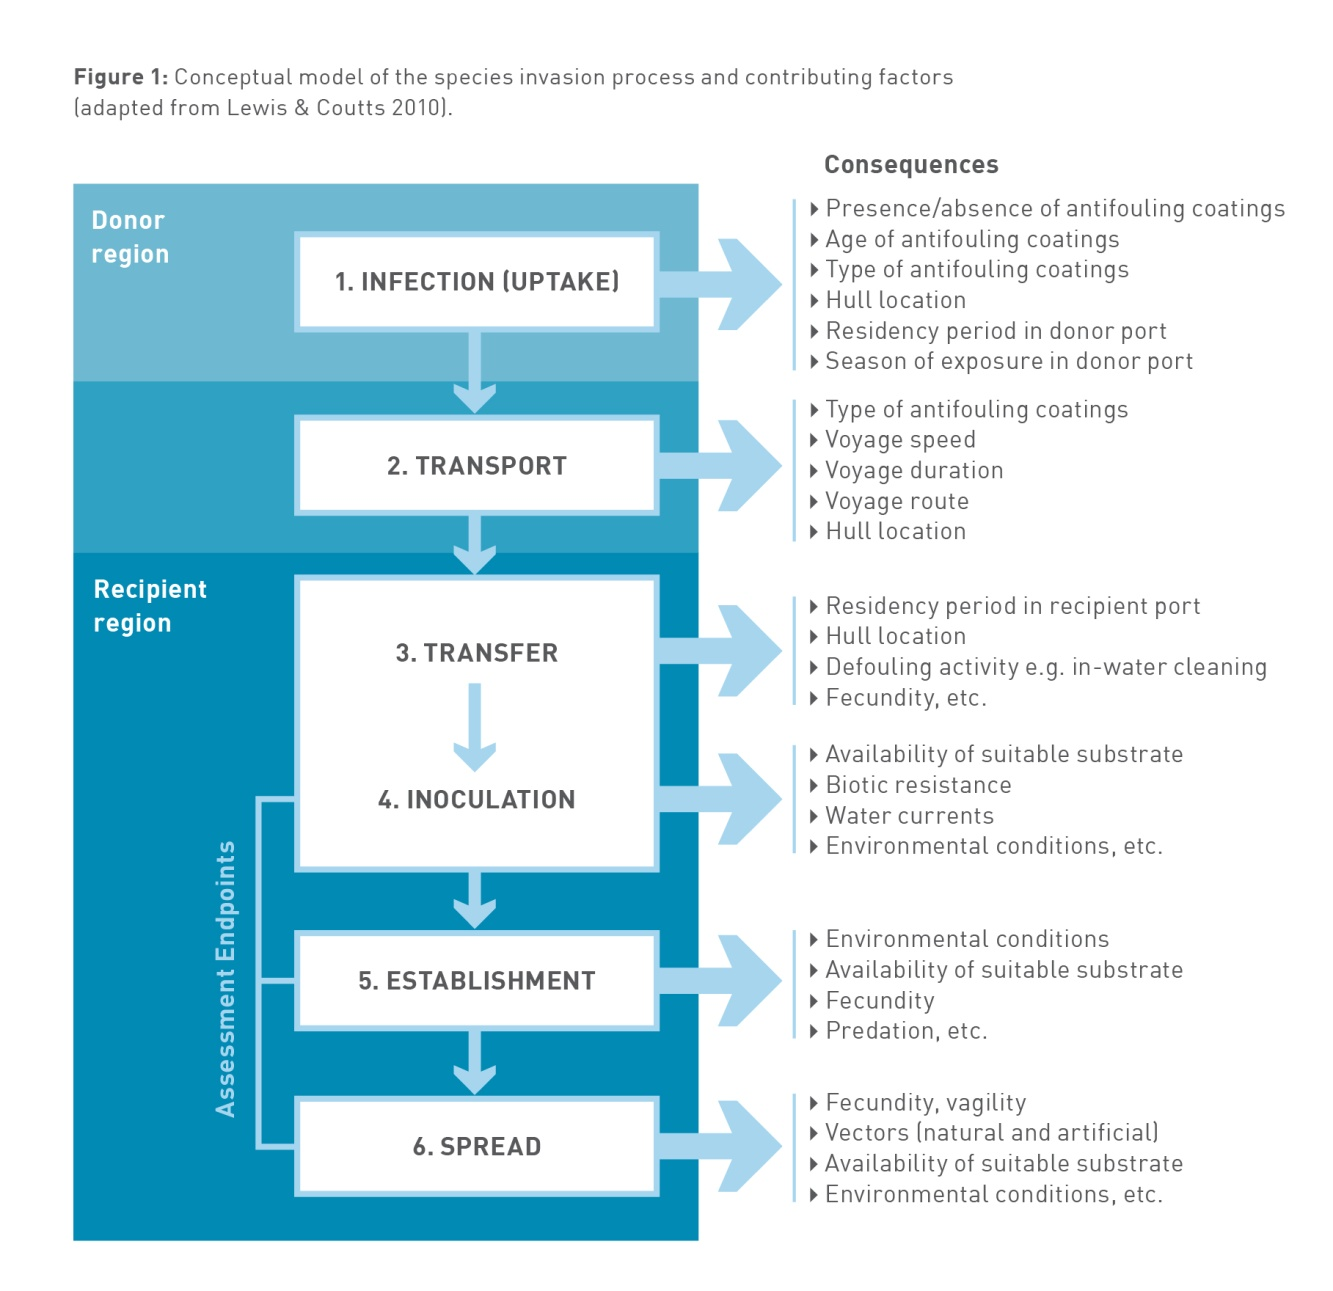 Figure 1: Conceptual model of the species invasion process and contributing factors
(adapted from Lewis & Coutts 2010).
Consequences
Donor
region
1. INFECTION (UPTAKE)
Presence/absence of antifouling coatings
Age of antifouling coatings
Type of antifouling coatings
Hull location
Residency period in donor port
Season of exposure in donor port
2. TRANSPORT
Type of antifouling coatings
Voyage speed
Voyage duration
Voyage route
Hull location
Recipient
region
3. TRANSFER
Residency period in recipient port
Hull location
Defouling activity e.g. in-water cleaning
Fecundity, etc.
4. INOCULATION
Availability of suitable substrate
Biotic resistance
Water currents
Environmental conditions, etc.
Assessment Endpoints
5. ESTABLISHMENT
Environmental conditions
Availability of suitable substrate
Fecundity
Predation, etc.
6. SPREAD
Fecundity, vagility
Vectors (natural and artificial)
Availability of suitable substrate
Environmental conditions, etc.